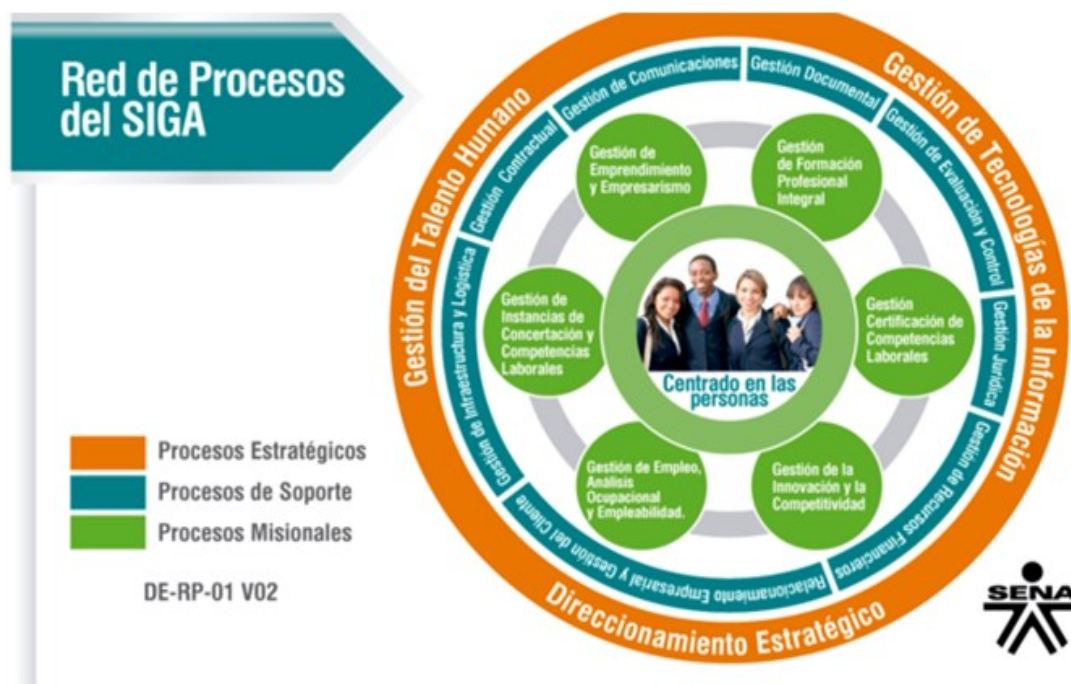 Red de Procesos
del SIGA
Gestión del Talento Humano
Gestión de Tecnologías de la Información
Direccionamiento Estratégico
Gestión de Comunicaciones
Gestión Documental
Gestión de Evaluación y Control
Gestión Jurídica
Gestión de Recursos Financieros
Relacionamiento Empresarial y Gestión del Cliente
Gestión de Infraestructura y Logística
Gestión Contractual
Gestión de
Emprendimiento
y Empresarismo
Gestión
de Formación
Profesional
Integral
Gestión de
Instancias de
Concertación y
Competencias
Laborales
Gestión
Certificación de
Competencias
Laborales
Gestión de Empleo,
Análisis
Ocupacional
y Empleabilidad.
Gestión de la
Innovación y la
Competitividad
Centrado en las
personas
Procesos Estratégicos
Procesos de Soporte
Procesos Misionales
DE-RP-01 V02
SENA